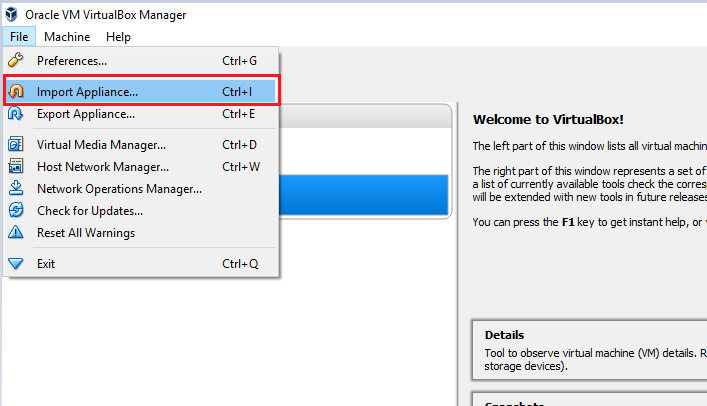 Oracle VM VirtualBox Manager
File Machine Help
Preferences... Ctrl+G
Import Appliance... Ctrl+I
Export Appliance... Ctrl+E
Virtual Media Manager... Ctrl+D
Host Network Manager... Ctrl+W
Network Operations Manager...
Check for Updates...
Reset All Warnings
Exit Ctrl+Q
Welcome to VirtualBox!
The left part of this window lists all virtual machin
The right part of this window represents a set of
a list of currently available tools check the corres
will be extended with new tools in future releases
You can press the F1 key to get instant help, or
Details
Tool to observe virtual machine (VM) details. R
storage devices).